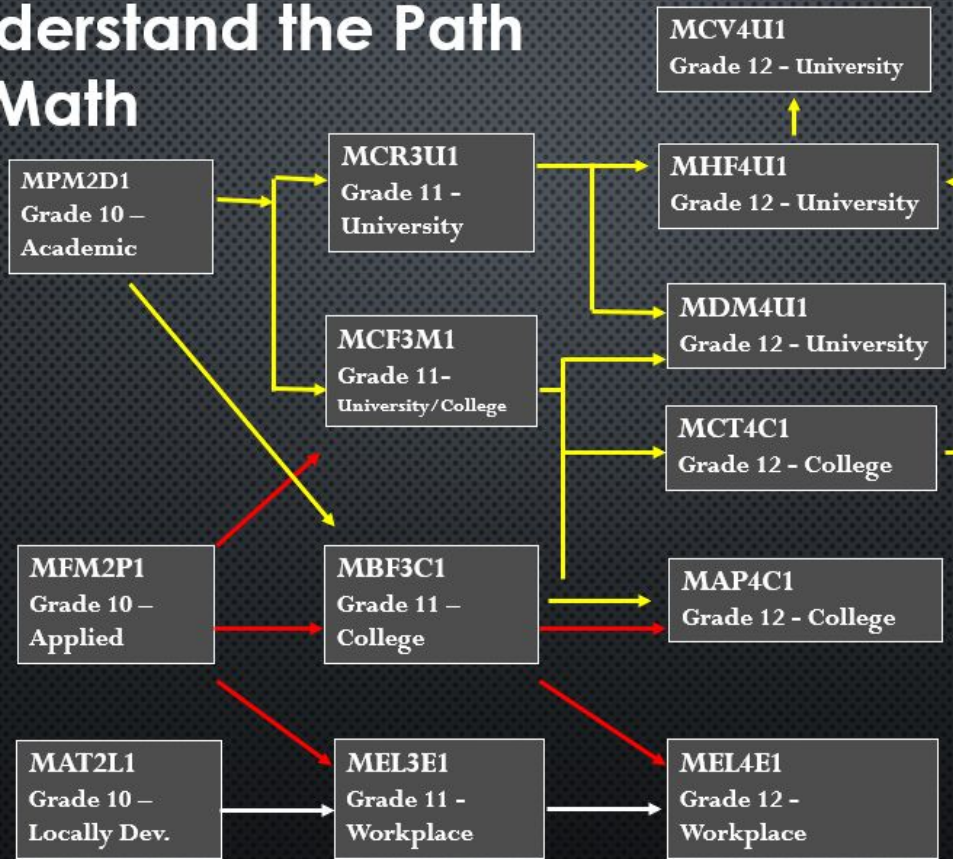 derstand the Path
Math
MPM2D1
Grade 10 –
Academic
MCR3U1
Grade 11 -
University
MCV4U1
Grade 12 - University
MHF4U1
Grade 12 - University
MCF3M1
Grade 11-
University/College
MDM4U1
Grade 12 - University
MCT4C1
Grade 12 - College
MFM2P1
Grade 10 –
Applied
MBF3C1
Grade 11 –
College
MAP4C1
Grade 12 - College
MAT2L1
Grade 10 –
Locally Dev.
MEL3E1
Grade 11 -
Workplace
MEL4E1
Grade 12 -
Workplace